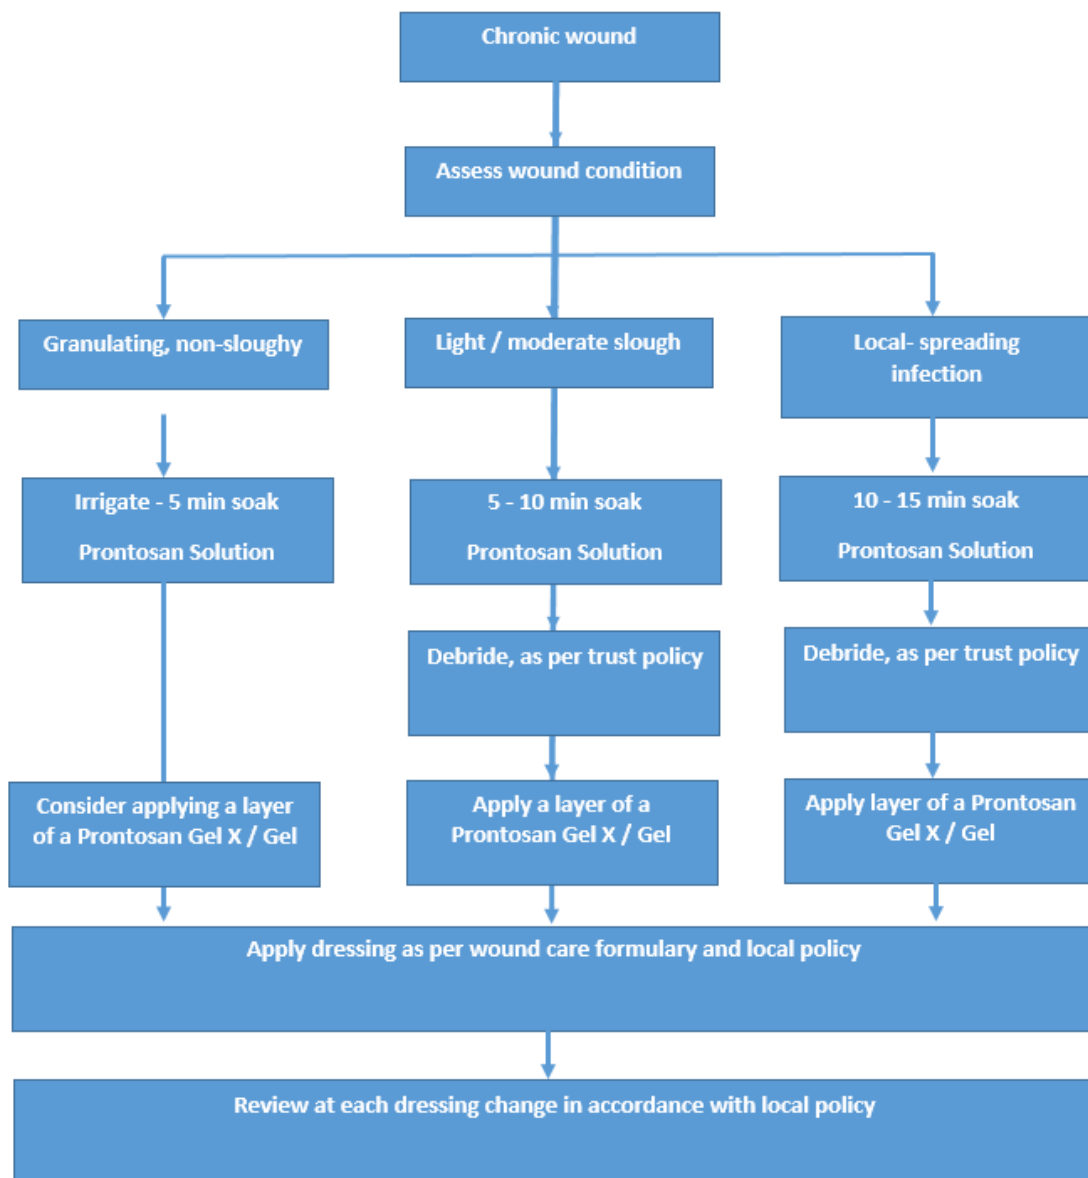 Chronic wound
Assess wound condition
Granulating, non-sloughy
Light / moderate slough
Local- spreading
infection
Irrigate - 5 min soak
Prontosan Solution
5 - 10 min soak
Prontosan Solution
10 - 15 min soak
Prontosan Solution
Debride, as per trust policy
Debride, as per trust policy
Consider applying a layer
of a Prontosan Gel X / Gel
Apply a layer of a
Prontosan Gel X / Gel
Apply layer of a Prontosan
Gel X / Gel
Apply dressing as per wound care formulary and local policy
Review at each dressing change in accordance with local policy